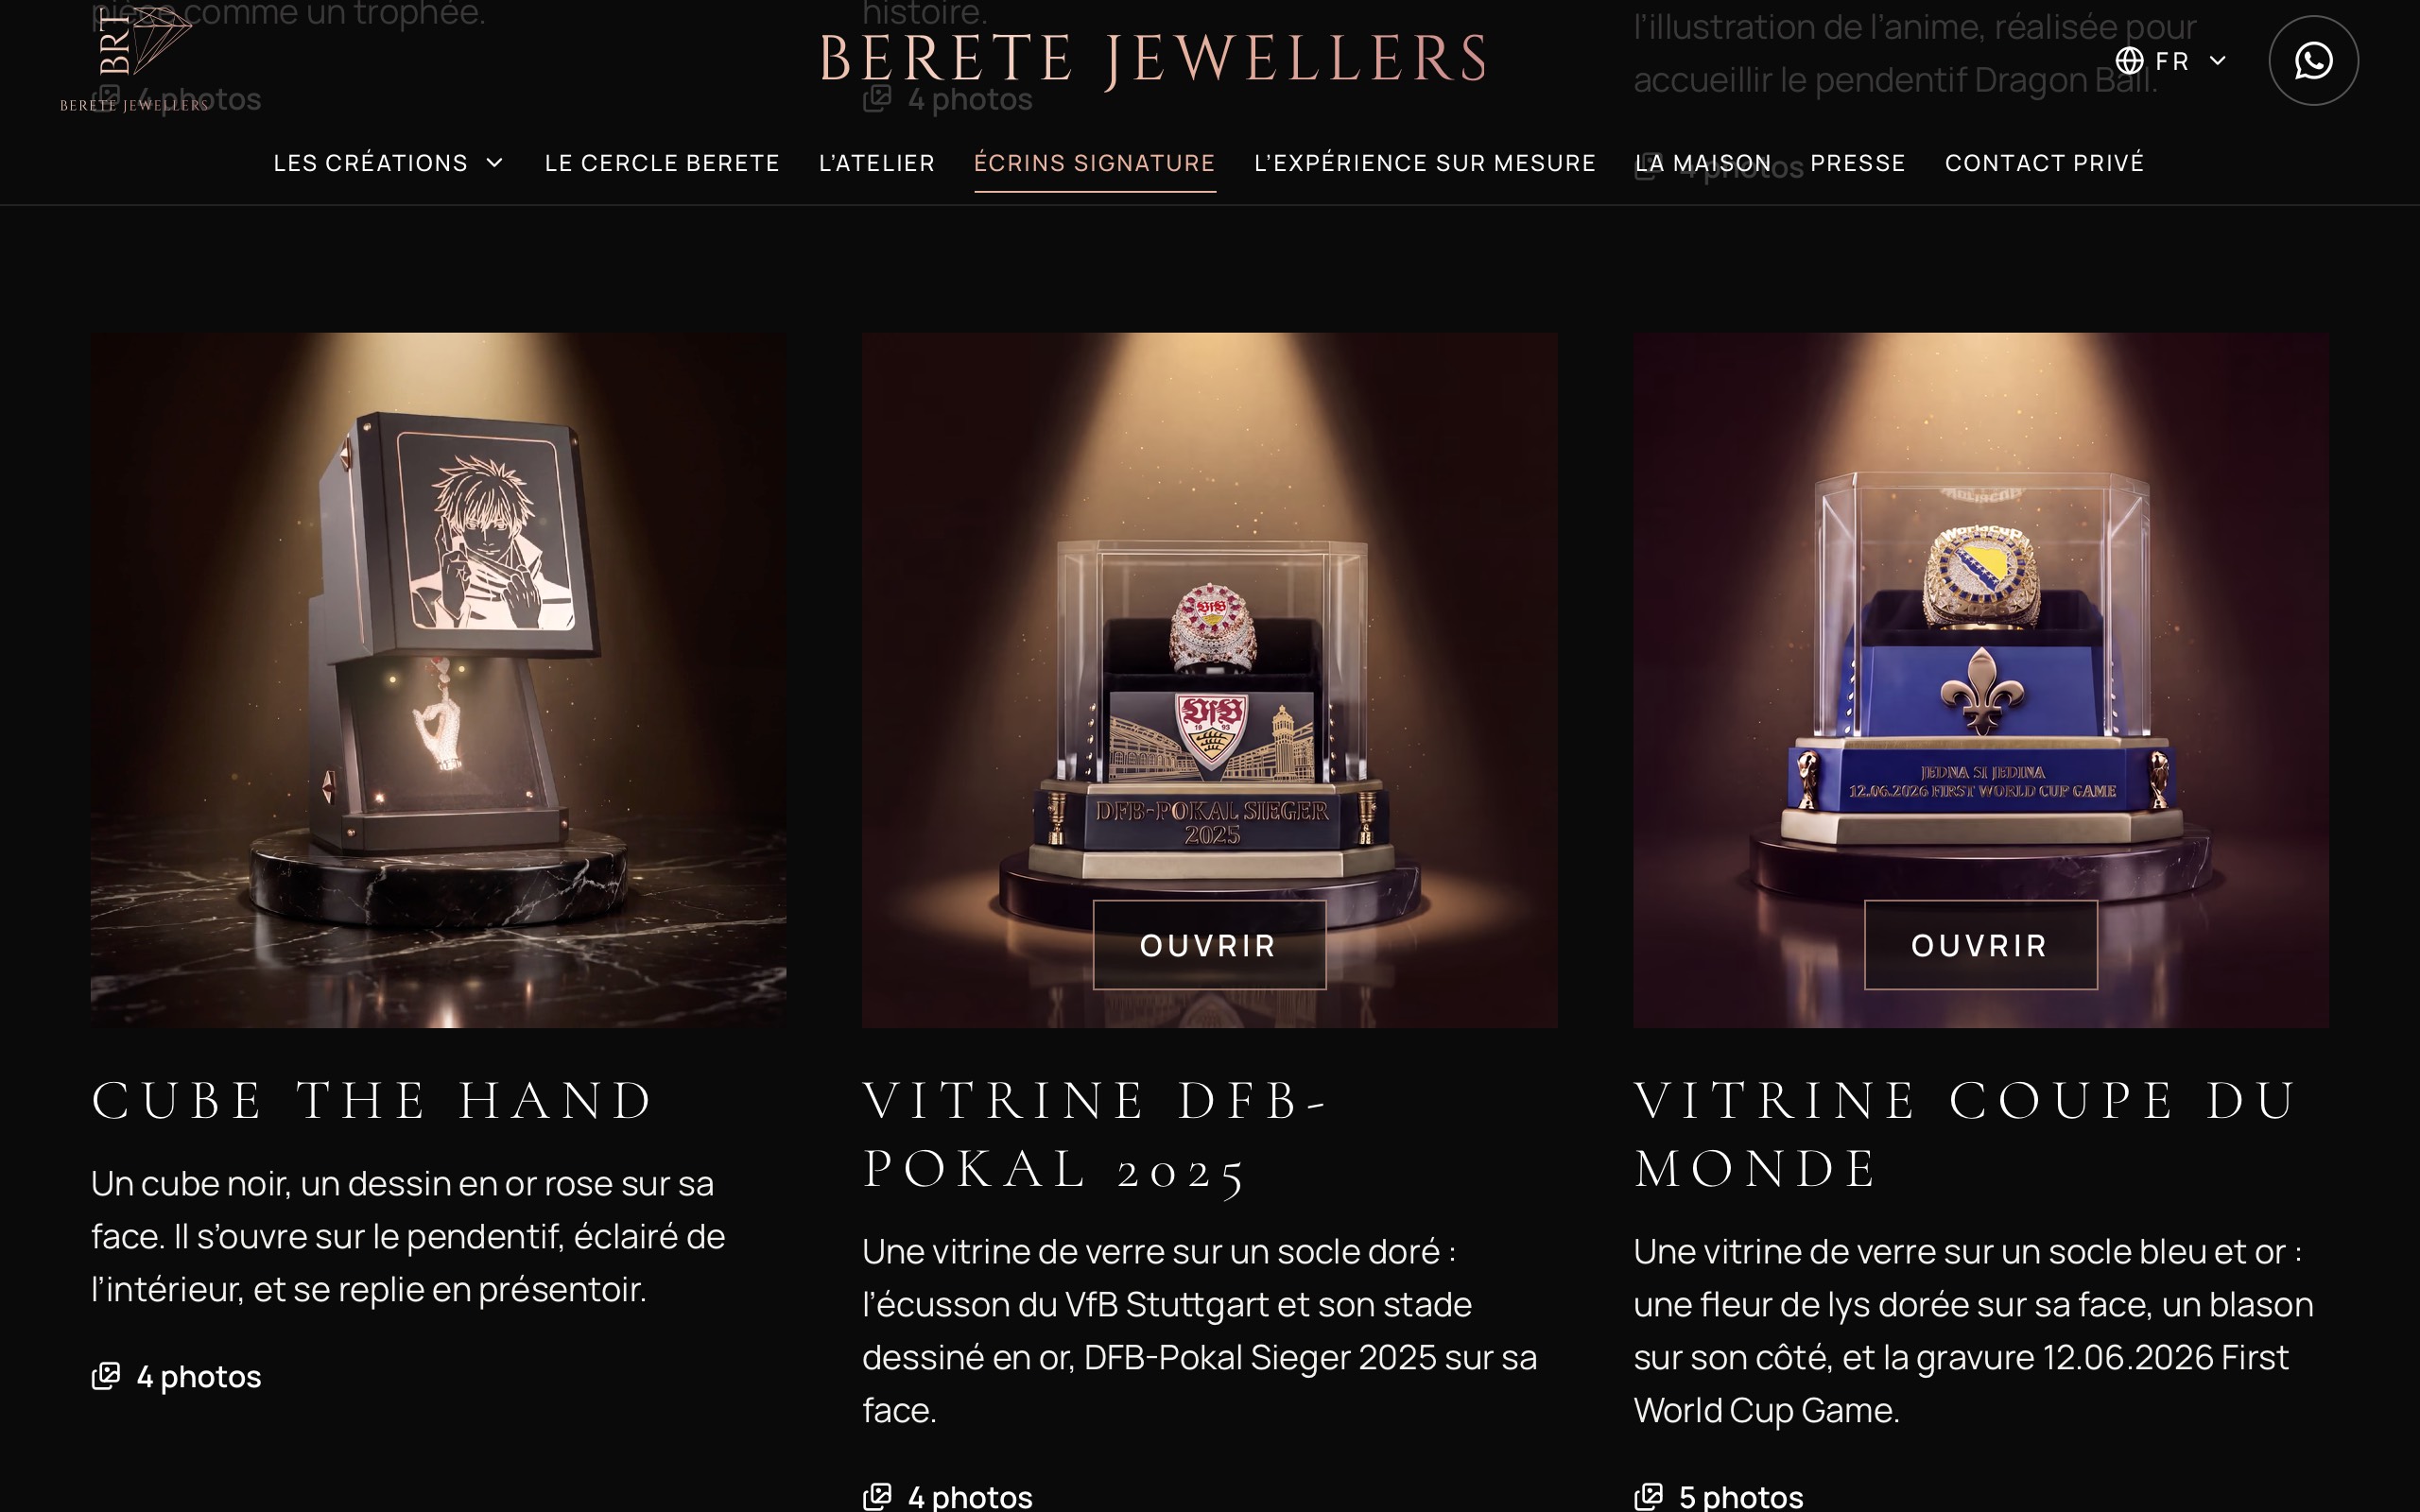 pièce comme un trophée.
histoire.
l’illustration de l’anime, réalisée pour
accueillir le pendentif Dragon Ball.
BRT
BERETE JEWELLERS
BERETE JEWELLERS
FR
4 photos
4 photos
4 photos
LES CRÉATIONS
LE CERCLE BERETE
L’ATELIER
ÉCRINS SIGNATURE
L’EXPÉRIENCE SUR MESURE
LA MAISON
PRESSE
CONTACT PRIVÉ
VfB
VfB
1893
DFB-POKAL SIEGER
2025
OUVRIR
WORLD CUP
JEDNA SI JEDINA
12.06.2026 FIRST WORLD CUP GAME
OUVRIR
CUBE THE HAND
Un cube noir, un dessin en or rose sur sa
face. Il s’ouvre sur le pendentif, éclairé de
l’intérieur, et se replie en présentoir.
4 photos
VITRINE DFB-
POKAL 2025
Une vitrine de verre sur un socle doré :
l’écusson du VfB Stuttgart et son stade
dessiné en or, DFB-Pokal Sieger 2025 sur sa
face.
4 photos
VITRINE COUPE DU
MONDE
Une vitrine de verre sur un socle bleu et or :
une fleur de lys dorée sur sa face, un blason
sur son côté, et la gravure 12.06.2026 First
World Cup Game.
5 photos